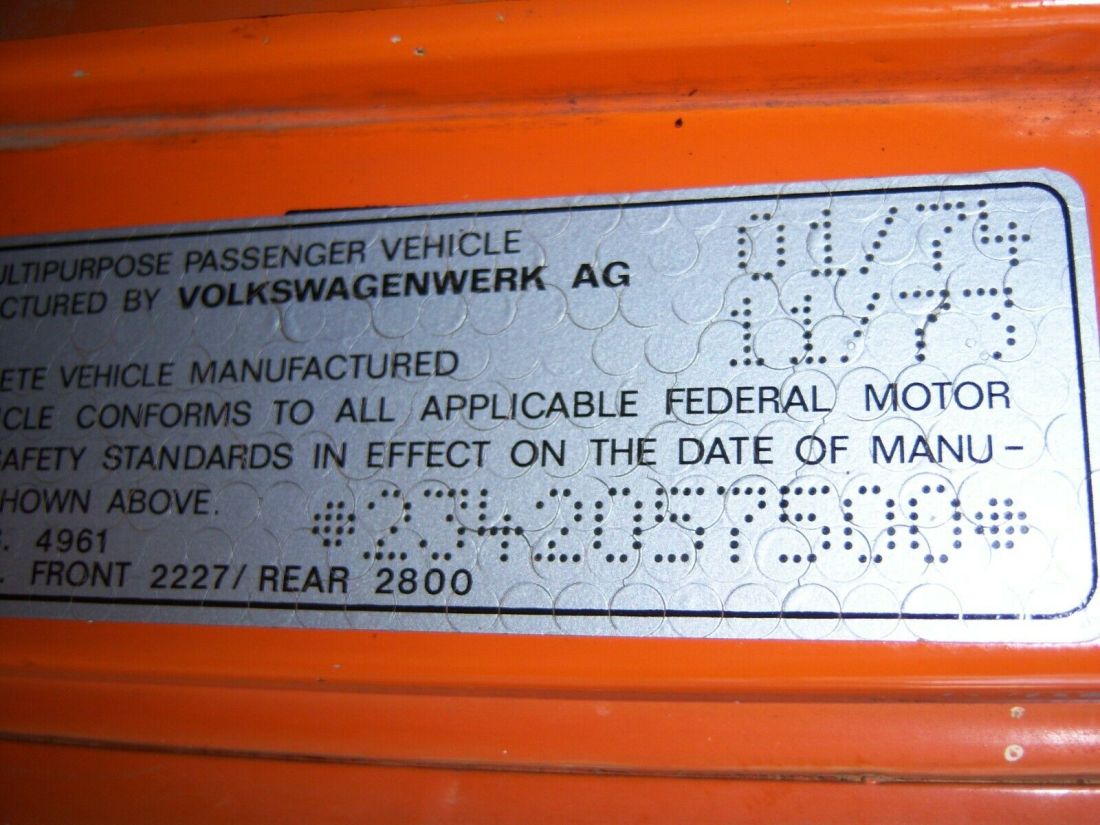 ULTIPURPOSE PASSENGER VEHICLE 01/74
CTURED BY VOLKSWAGENWERK AG 11/73
ETE VEHICLE MANUFACTURED
CLE CONFORMS TO ALL APPLICABLE FEDERAL MOTOR
SAFETY STANDARDS IN EFFECT ON THE DATE OF MANU-
HOWN ABOVE. *2342057500*
. 4961
. FRONT 2227/ REAR 2800